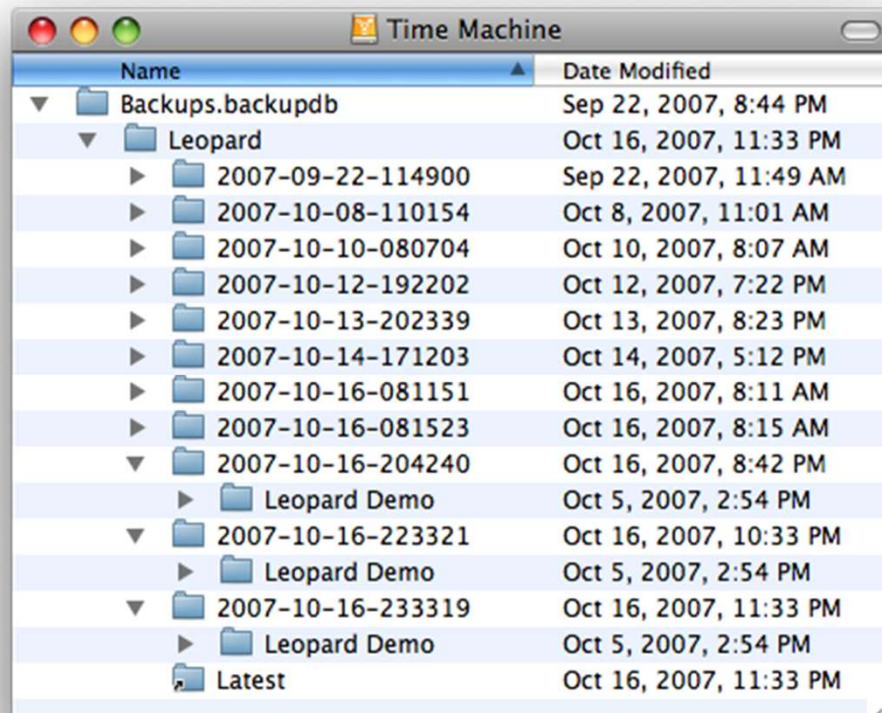 Time Machine
Name Date Modified
Backups.backupdb Sep 22, 2007, 8:44 PM
Leopard Oct 16, 2007, 11:33 PM
2007-09-22-114900 Sep 22, 2007, 11:49 AM
2007-10-08-110154 Oct 8, 2007, 11:01 AM
2007-10-10-080704 Oct 10, 2007, 8:07 AM
2007-10-12-192202 Oct 12, 2007, 7:22 PM
2007-10-13-202339 Oct 13, 2007, 8:23 PM
2007-10-14-171203 Oct 14, 2007, 5:12 PM
2007-10-16-081151 Oct 16, 2007, 8:11 AM
2007-10-16-081523 Oct 16, 2007, 8:15 AM
2007-10-16-204240 Oct 16, 2007, 8:42 PM
Leopard Demo Oct 5, 2007, 2:54 PM
2007-10-16-223321 Oct 16, 2007, 10:33 PM
Leopard Demo Oct 5, 2007, 2:54 PM
2007-10-16-233319 Oct 16, 2007, 11:33 PM
Leopard Demo Oct 5, 2007, 2:54 PM
Latest Oct 16, 2007, 11:33 PM